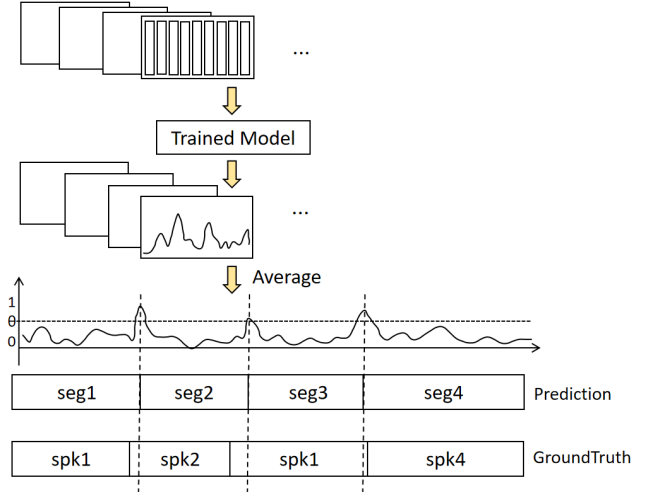 ...
Trained Model
...
Average
1
θ
0
seg1 seg2 seg3 seg4 Prediction
spk1 spk2 spk1 spk4 GroundTruth